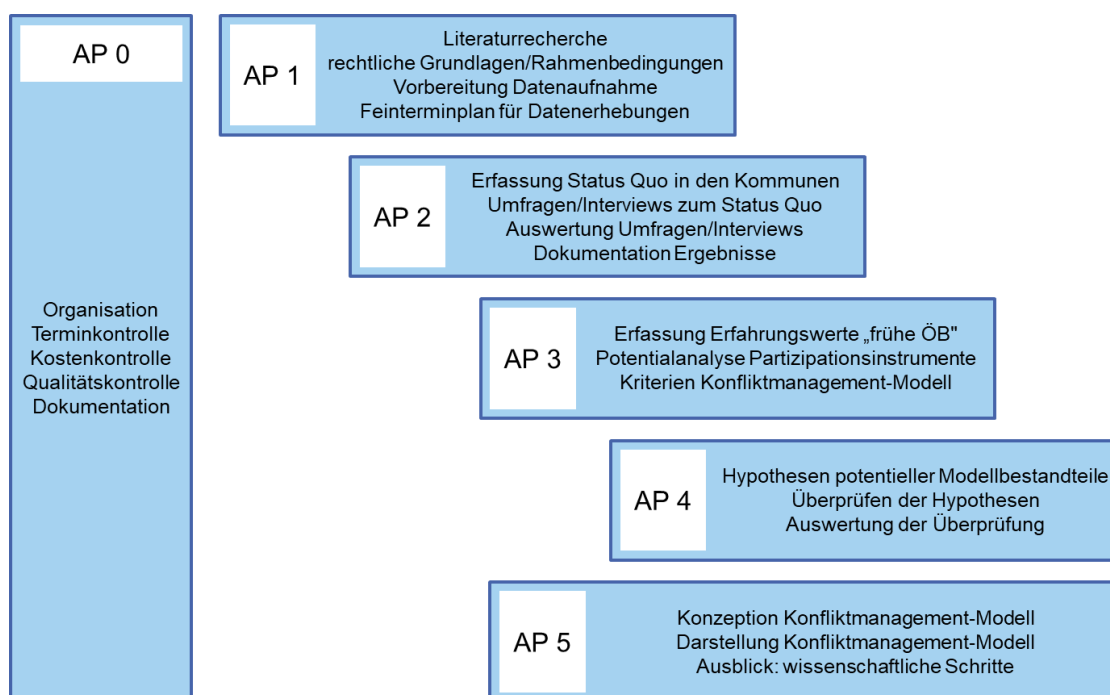 AP 0
Organisation
Terminkontrolle
Kostenkontrolle
Qualitätskontrolle
Dokumentation
AP 1
Literaturrecherche
rechtliche Grundlagen/Rahmenbedingungen
Vorbereitung Datenaufnahme
Feinterminplan für Datenerhebungen
AP 2
Erfassung Status Quo in den Kommunen
Umfragen/Interviews zum Status Quo
Auswertung Umfragen/Interviews
Dokumentation Ergebnisse
AP 3
Erfassung Erfahrungswerte „frühe ÖB"
Potentialanalyse Partizipationsinstrumente
Kriterien Konfliktmanagement-Modell
AP 4
Hypothesen potentieller Modellbestandteile
Überprüfen der Hypothesen
Auswertung der Überprüfung
AP 5
Konzeption Konfliktmanagement-Modell
Darstellung Konfliktmanagement-Modell
Ausblick: wissenschaftliche Schritte